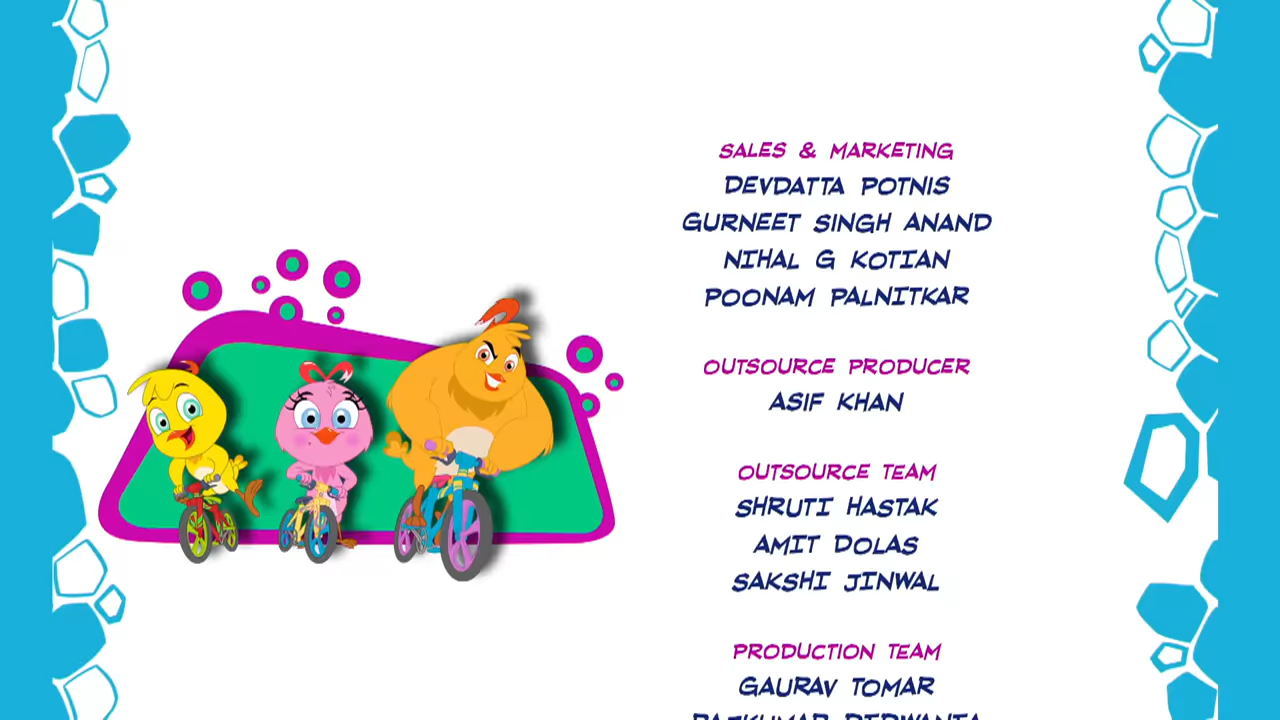 SALES & MARKETING
DEVDATTA POTNIS
GURNEET SINGH ANAND
NIHAL G KOTIAN
POONAM PALNITKAR
OUTSOURCE PRODUCER
ASIF KHAN
OUTSOURCE TEAM
SHRUTI HASTAK
AMIT DOLAS
SAKSHI JINWAL
PRODUCTION TEAM
GAURAV TOMAR